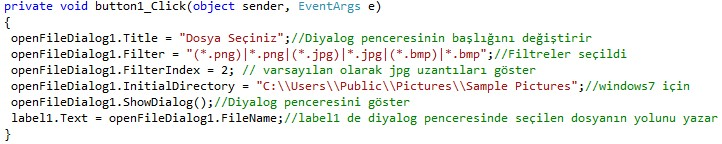 private void button1_Click(object sender, EventArgs e)
{
openFileDialog1.Title = "Dosya Seçiniz";//Diyalog penceresinin başlığını değiştirir
openFileDialog1.Filter = "(*.png)|*.png|(*.jpg)|*.jpg|(*.bmp)|*.bmp";//Filtreler seçildi
openFileDialog1.FilterIndex = 2; // varsayılan olarak jpg uzantıları göster
openFileDialog1.InitialDirectory = "C:\\Users\\Public\\Pictures\\Sample Pictures";//windows7 için
openFileDialog1.ShowDialog();//Diyalog penceresini göster
label1.Text = openFileDialog1.FileName;//label1 de diyalog penceresinde seçilen dosyanın yolunu yazar
}